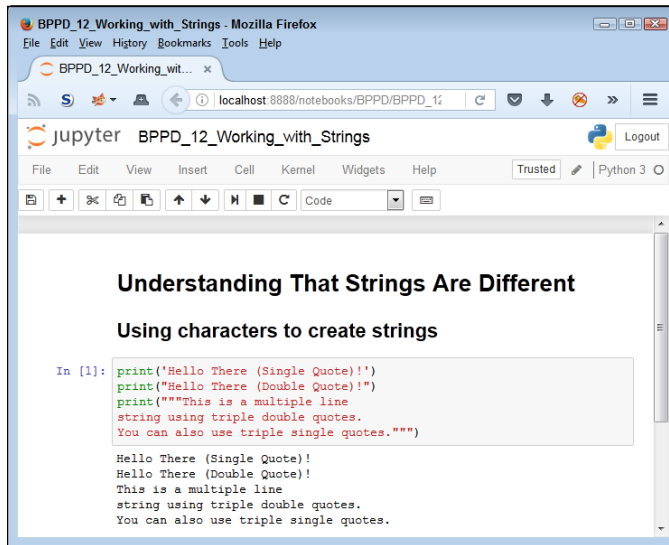 BPPD_12_Working_with_Strings - Mozilla Firefox
File Edit View History Bookmarks Tools Help
BPPD_12_Working_wit... ×
localhost:8888/notebooks/BPPD/BPPD_12
jupyter BPPD_12_Working_with_Strings Logout
File Edit View Insert Cell Kernel Widgets Help Trusted Python 3
Code
Understanding That Strings Are Different
Using characters to create strings
In [1]: print('Hello There (Single Quote)!')
print("Hello There (Double Quote)!")
print("""This is a multiple line
string using triple double quotes.
You can also use triple single quotes.""")
Hello There (Single Quote)!
Hello There (Double Quote)!
This is a multiple line
string using triple double quotes.
You can also use triple single quotes.